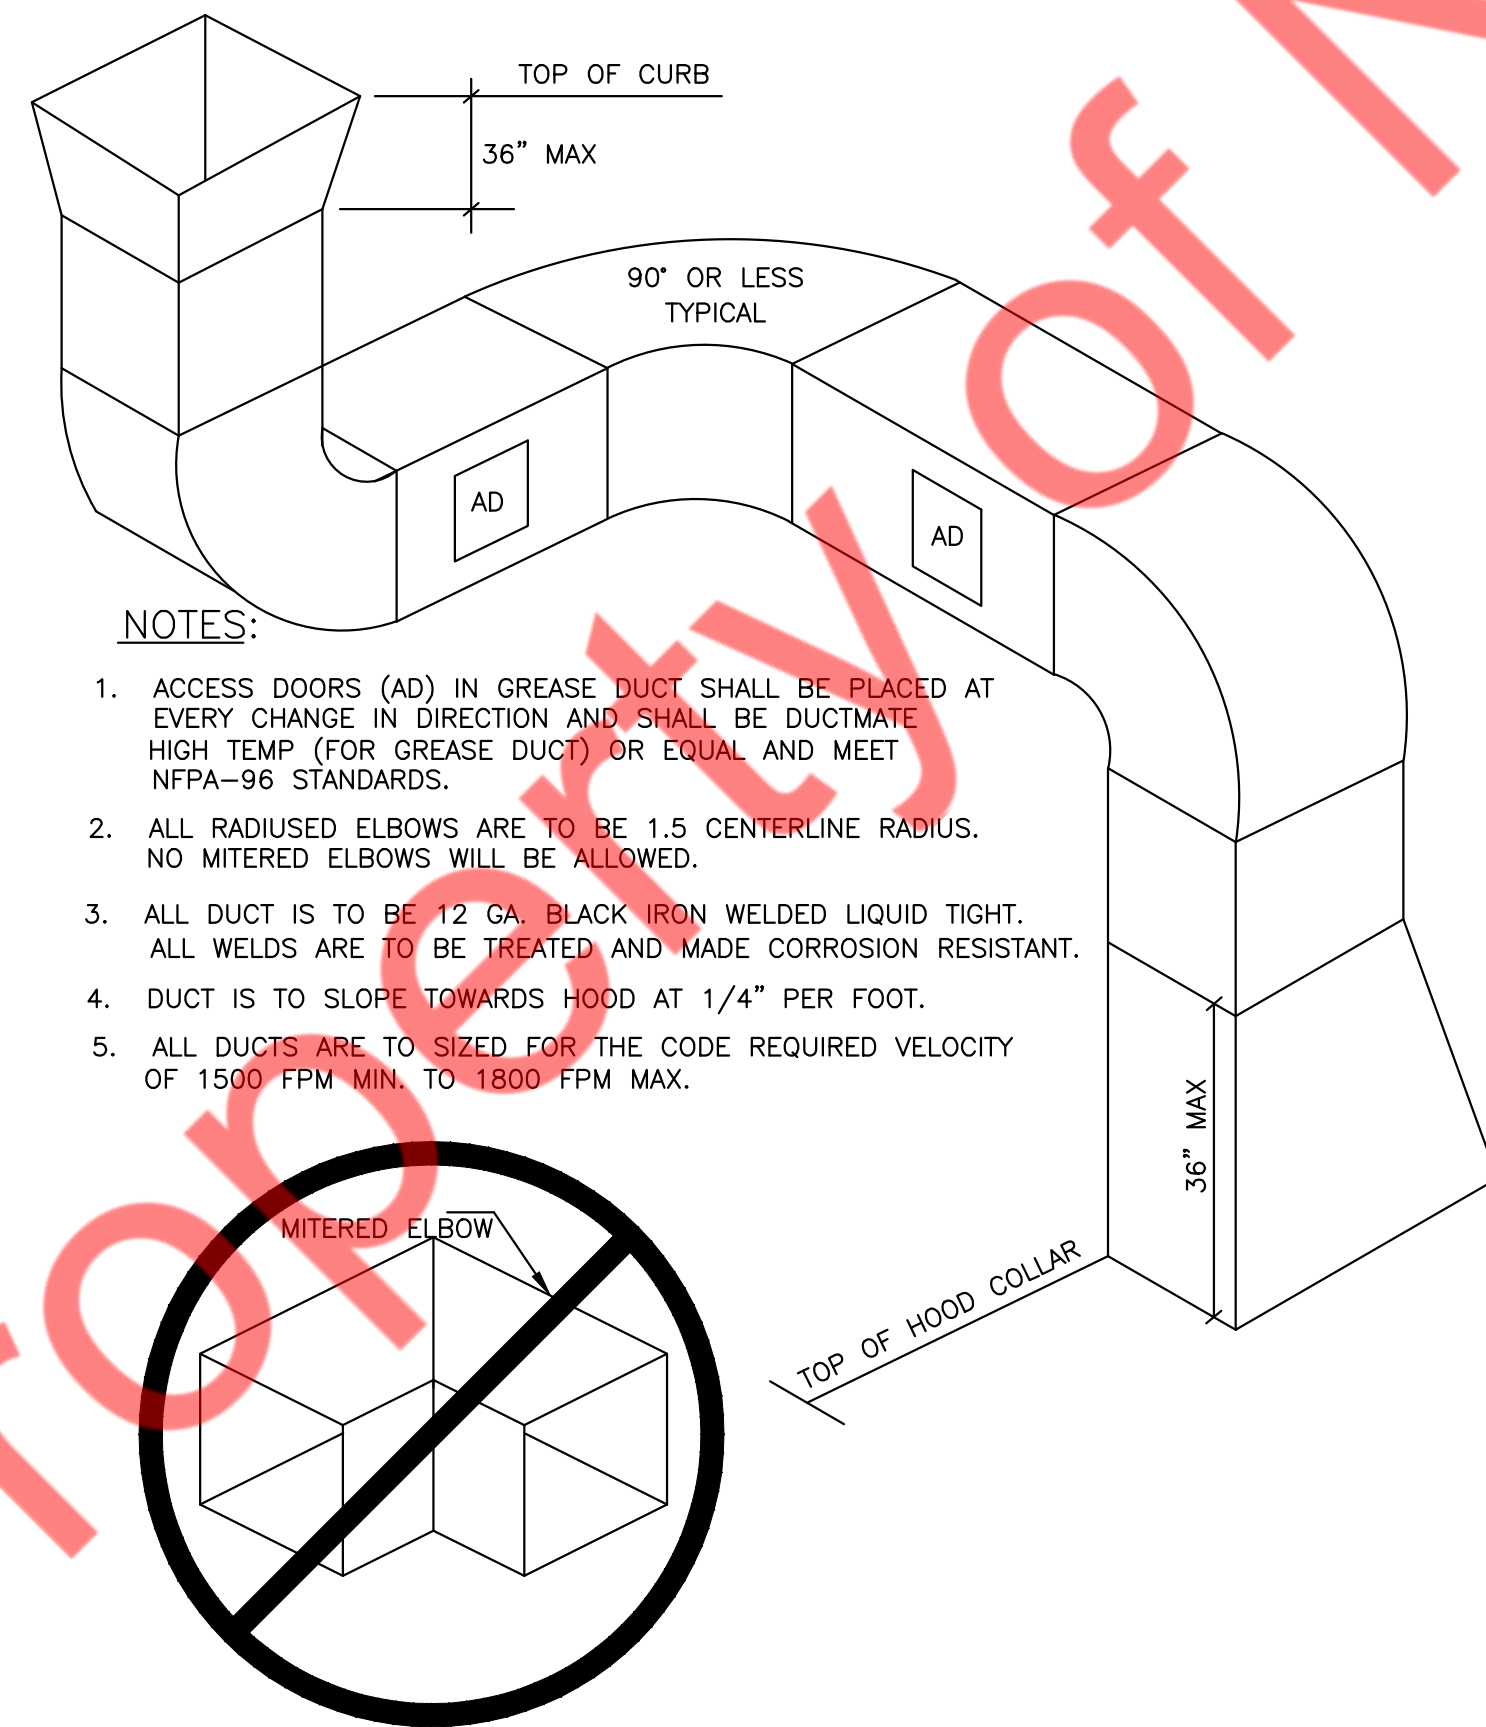 TOP OF CURB
36" MAX
90° OR LESS
TYPICAL
AD
AD
NOTES:
1. ACCESS DOORS (AD) IN GREASE DUCT SHALL BE PLACED AT
EVERY CHANGE IN DIRECTION AND SHALL BE DUCTMATE
HIGH TEMP (FOR GREASE DUCT) OR EQUAL AND MEET
NFPA-96 STANDARDS.
2. ALL RADIUSED ELBOWS ARE TO BE 1.5 CENTERLINE RADIUS.
NO MITERED ELBOWS WILL BE ALLOWED.
3. ALL DUCT IS TO BE 12 GA. BLACK IRON WELDED LIQUID TIGHT.
ALL WELDS ARE TO BE TREATED AND MADE CORROSION RESISTANT.
4. DUCT IS TO SLOPE TOWARDS HOOD AT 1/4" PER FOOT.
5. ALL DUCTS ARE TO SIZED FOR THE CODE REQUIRED VELOCITY
OF 1500 FPM MIN. TO 1800 FPM MAX.
36" MAX
MITERED ELBOW
TOP OF HOOD COLLAR
roperty of